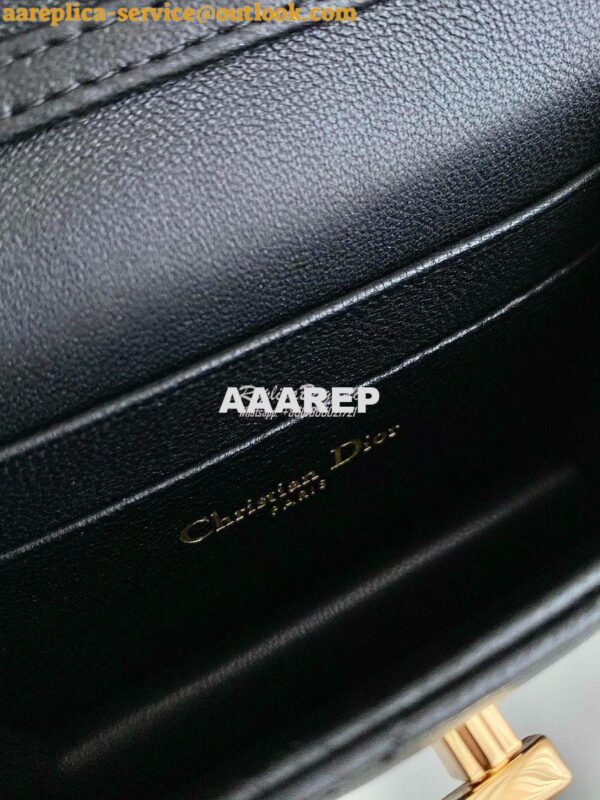 aareplica-service@outlook.com
AAAREP
Christian Dior
PARIS